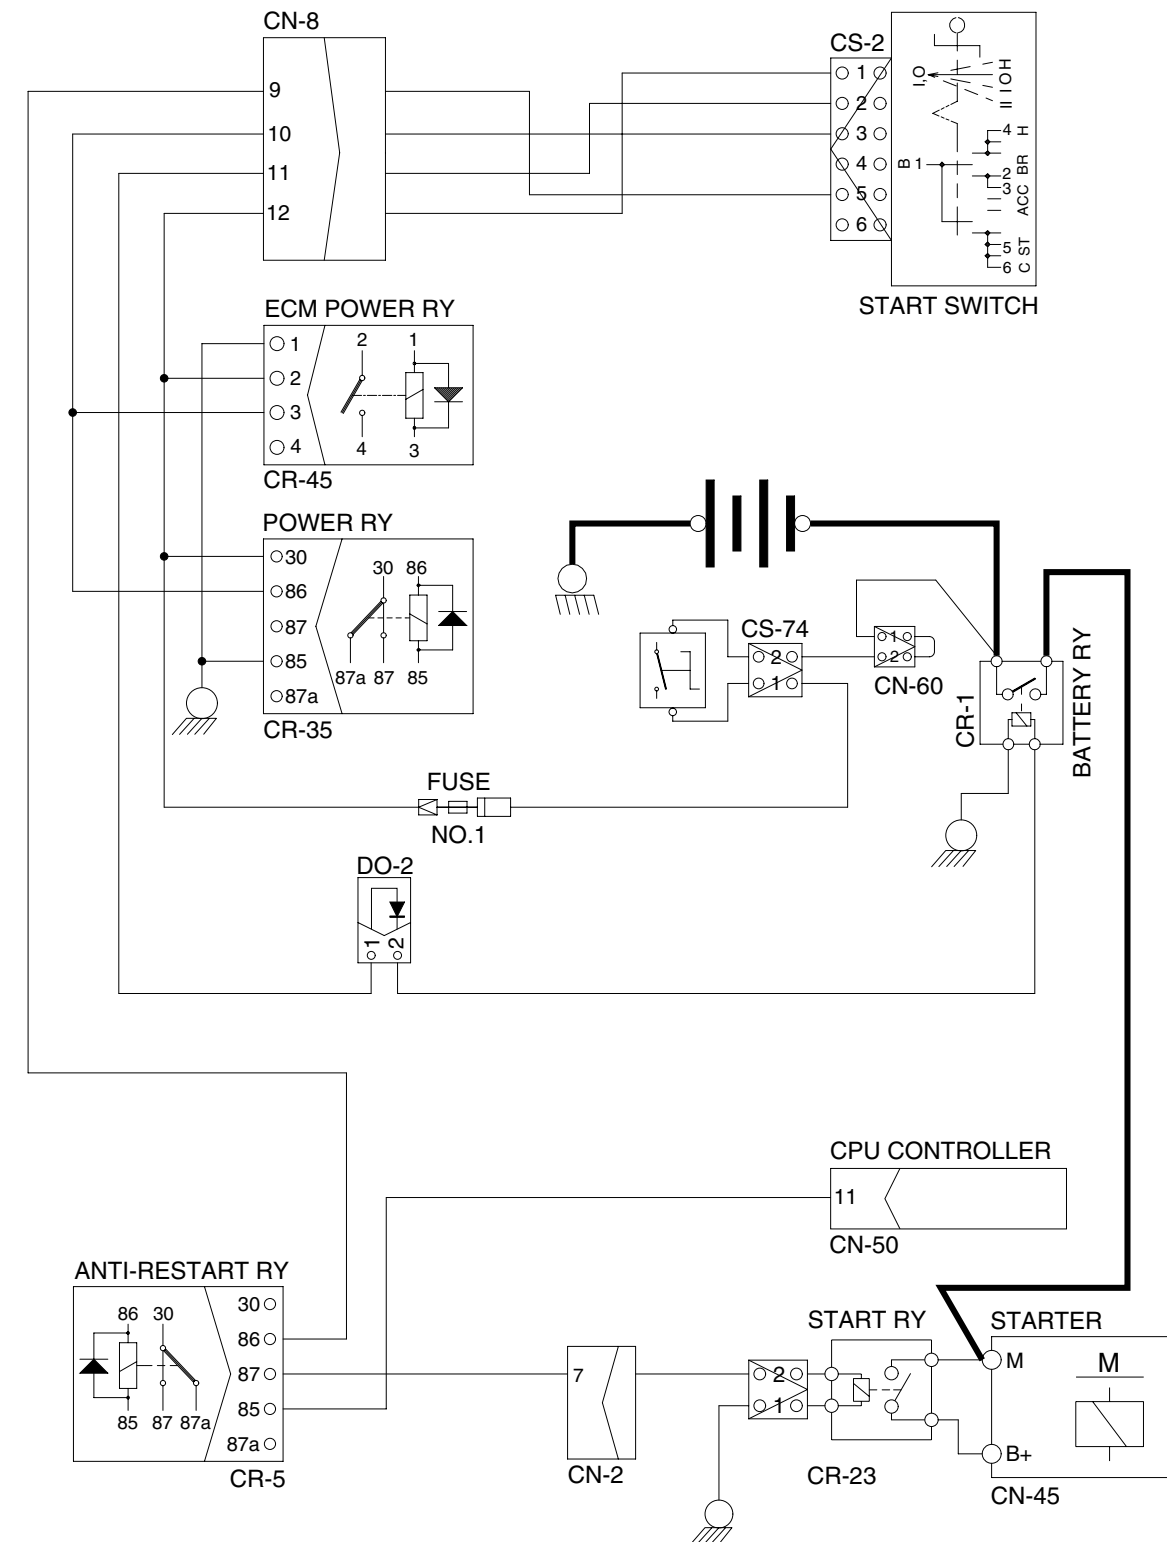 CN-8
9
10
11
12
CS-2
1
2
3
4
5
6
I,O
H
O
I
II
B 1
4 H
BR
2
3
ACC
5 ST
6 C
START SWITCH
ECM POWER RY
1
2
3
4
2 1
4 3
CR-45
POWER RY
30
86
87
85
87a
30 86
87a 87 85
CR-35
CS-74
2
1
1
2
CN-60
CR-1
BATTERY RY
FUSE
NO.1
DO-2
1 2
CPU CONTROLLER
11
CN-50
ANTI-RESTART RY
86 30
85 87 87a
30
86
87
85
87a
CR-5
7
CN-2
2
1
START RY
CR-23
STARTER
M
M
B+
CN-45